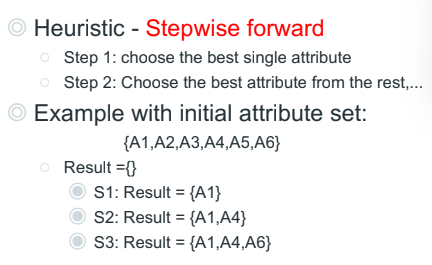 Heuristic - Stepwise forward
Step 1: choose the best single attribute
Step 2: Choose the best attribute from the rest,...
Example with initial attribute set:
{A1,A2,A3,A4,A5,A6}
Result ={}
S1: Result = {A1}
S2: Result = {A1,A4}
S3: Result = {A1,A4,A6}